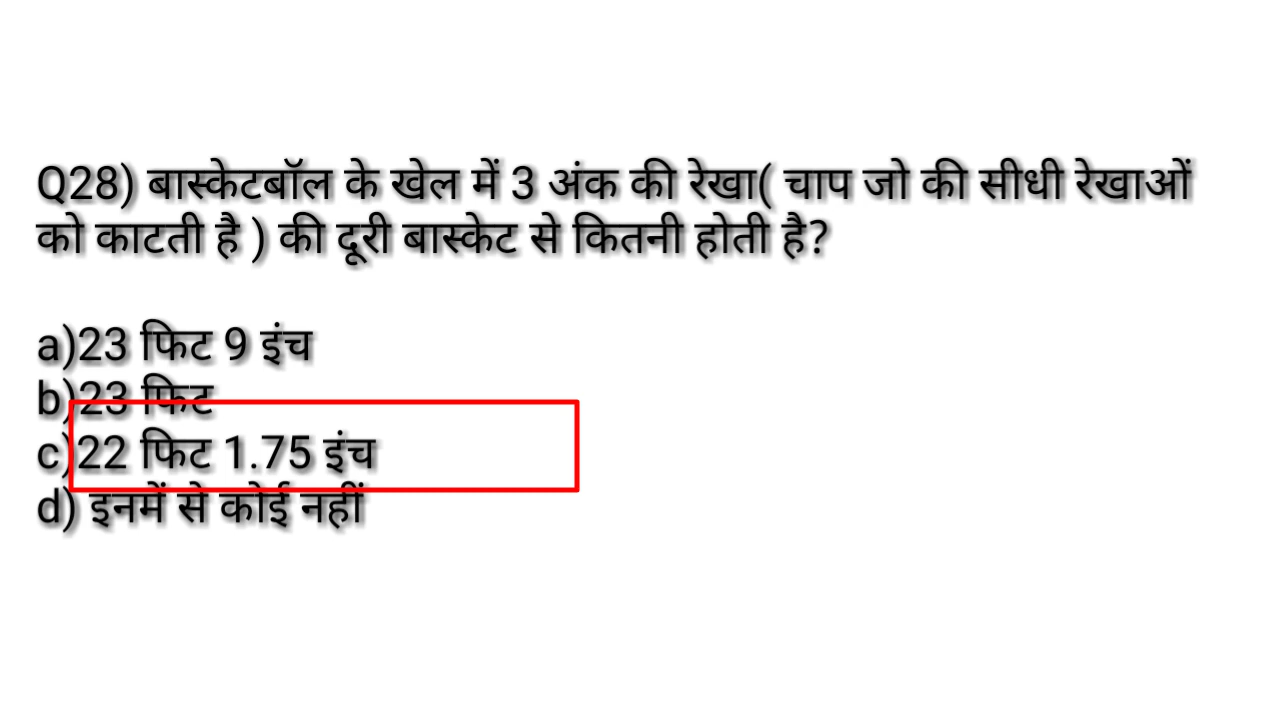 Q28) बास्केटबॉल के खेल में 3 अंक की रेखा( चाप जो की सीधी रेखाओं
को काटती है ) की दूरी बास्केट से कितनी होती है?
a)23 फिट 9 इंच
b)23 फिट
c)22 फिट 1.75 इंच
d) इनमें से कोई नहीं